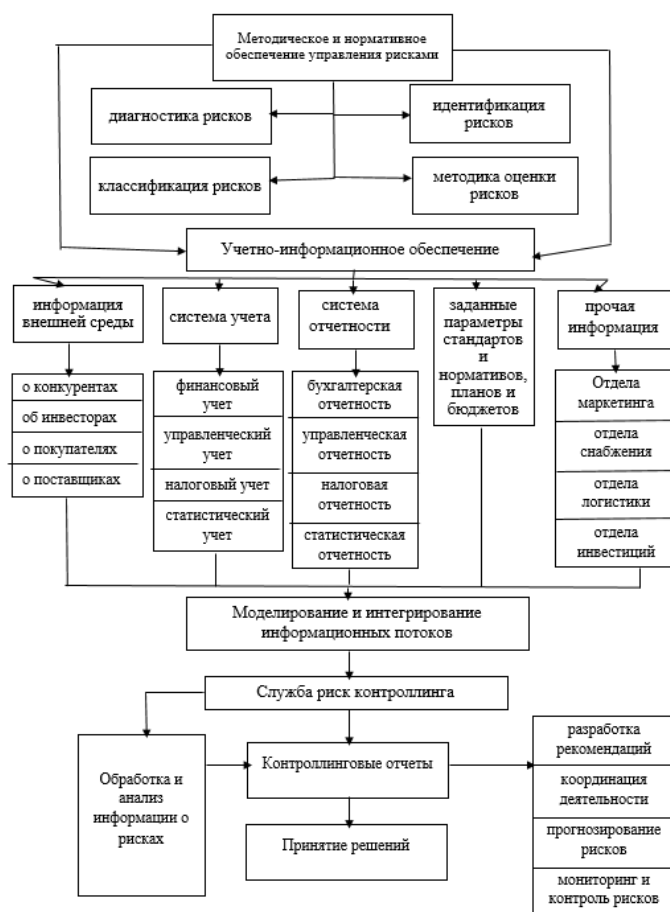 Методическое и нормативное
обеспечение управления рисками
диагностика рисков
идентификация
рисков
классификация рисков
методика оценки
рисков
Учетно-информационное обеспечение
информация
внешней среды
система учета
система
отчетности
заданные
параметры
стандартов
и
нормативов,
планов и
бюджетов
прочая
информация
о конкурентах
об инвесторах
о покупателях
о поставщиках
финансовый
учет
управленческий
учет
налоговый учет
статистический
учет
бухгалтерская
отчетность
управленческая
отчетность
налоговая
отчетность
статистическая
отчетность
Отдела
маркетинга
отдела
снабжения
отдела
логистики
отдела
инвестиций
Моделирование и интегрирование
информационных потоков
Служба риск контроллинга
Обработка и
анализ
информации о
рисках
Контроллинговые отчеты
Принятие решений
разработка
рекомендаций
координация
деятельности
прогнозирование
рисков
мониторинг и
контроль рисков